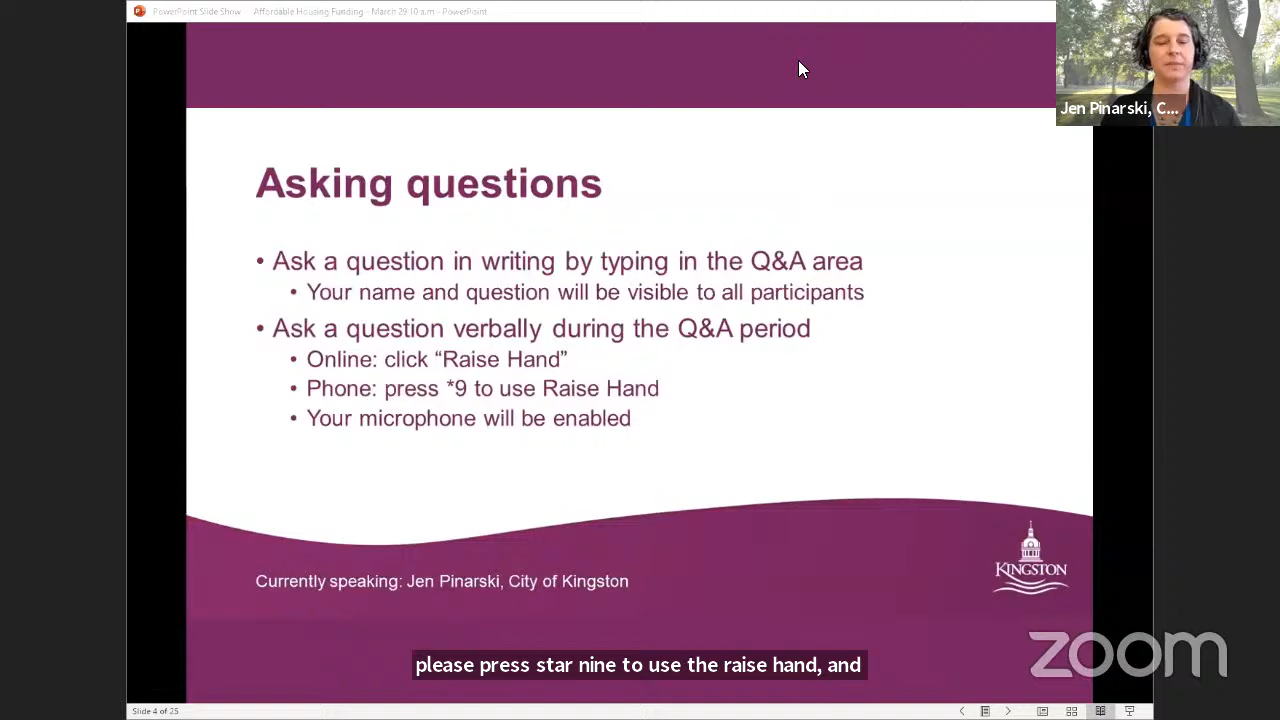 PowerPoint Slide Show - Affordable Housing Funding - March 29 10 a.m - PowerPoint
Jen Pinarski, C...
Asking questions
• Ask a question in writing by typing in the Q&A area
• Your name and question will be visible to all participants
• Ask a question verbally during the Q&A period
• Online: click “Raise Hand”
• Phone: press *9 to use Raise Hand
• Your microphone will be enabled
KINGSTON
Currently speaking: Jen Pinarski, City of Kingston
please press star nine to use the raise hand, and
zoom
Slide 4 of 25